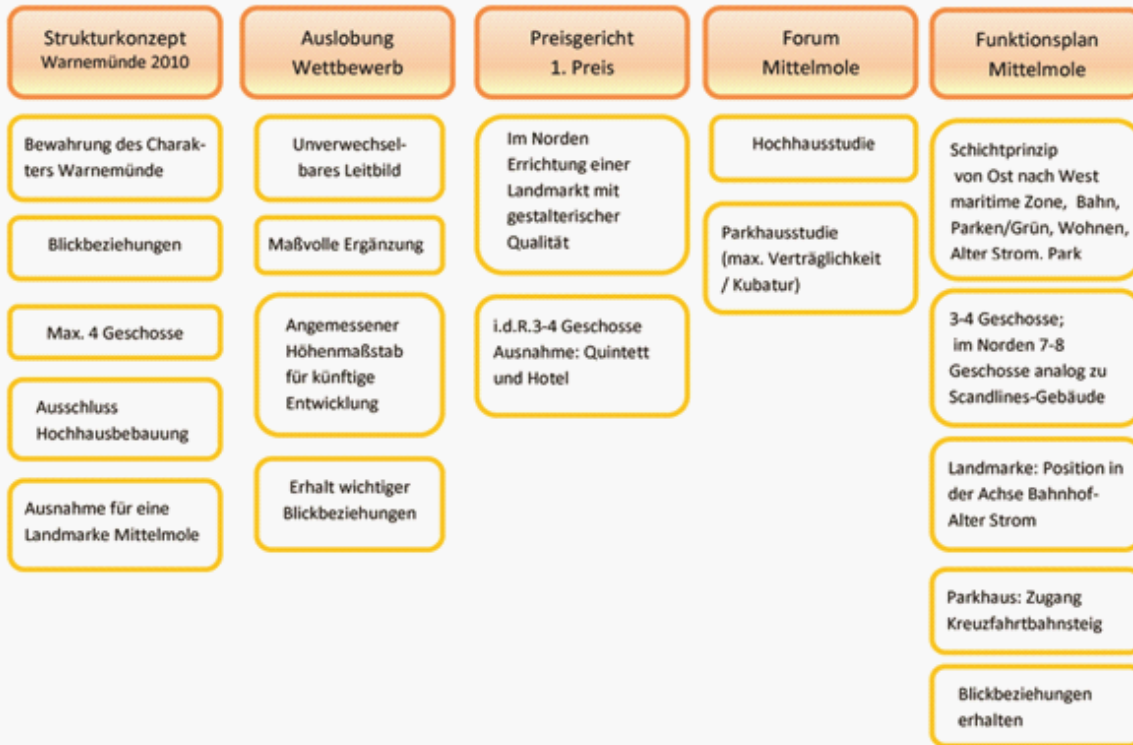 Strukturkonzept
Warnemünde 2010
Bewahrung des Charak-
ters Warnemünde
Blickbeziehungen
Max. 4 Geschosse
Ausschluss
Hochhausbebauung
Ausnahme für eine
Landmarke Mittelmole
Auslobung
Wettbewerb
Unverwechsel-
bares Leitbild
Maßvolle Ergänzung
Angemessener
Höhenmaßstab
für künftige
Entwicklung
Erhalt wichtiger
Blickbeziehungen
Preisgericht
1. Preis
Im Norden
Errichtung einer
Landmarkt mit
gestalterischer
Qualität
i.d.R.3-4 Geschosse
Ausnahme: Quintett
und Hotel
Forum
Mittelmole
Hochhausstudie
Parkhausstudie
(max. Verträglichkeit
/ Kubatur)
Funktionsplan
Mittelmole
Schichtprinzip
von Ost nach West
maritime Zone, Bahn,
Parken/Grün, Wohnen,
Alter Strom. Park
3-4 Geschosse;
im Norden 7-8
Geschosse analog zu
Scandlines-Gebäude
Landmarke: Position in
der Achse Bahnhof-
Alter Strom
Parkhaus: Zugang
Kreuzfahrtbahnsteig
Blickbeziehungen
erhalten